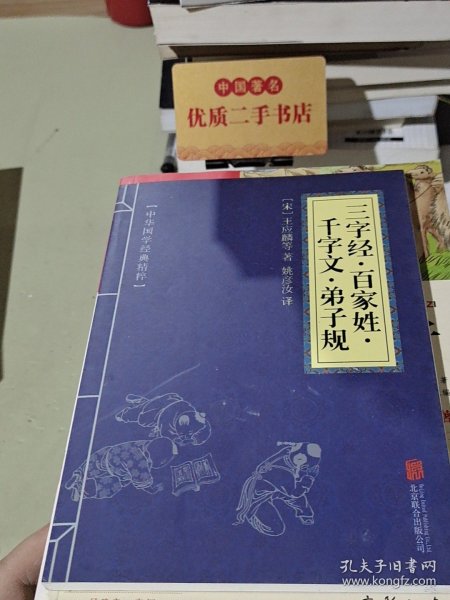 中国著名
优质二手书店
三字经·百家姓·
千字文·弟子规
[宋]王应麟等 著 姚彦汝 译
【中华国学经典精粹】
北京联合出版公司
孔夫子旧书网
www.kongfz.com